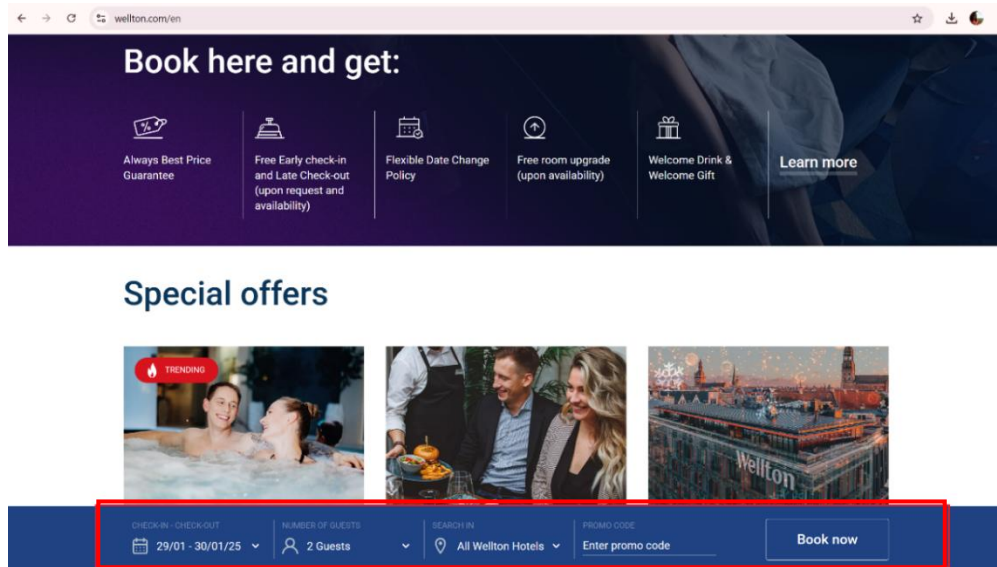 wellton.com/en
Book here and get:
Always Best Price
Guarantee
Free Early check-in
and Late Check-out
(upon request and
availability)
Flexible Date Change
Policy
Free room upgrade
(upon availability)
Welcome Drink &
Welcome Gift
Learn more
Special offers
TRENDING
Wellton
CHECK-IN - CHECK-OUT
29/01 - 30/01/25
NUMBER OF GUESTS
2 Guests
SEARCH IN
All Wellton Hotels
PROMO CODE
Enter promo code
Book now